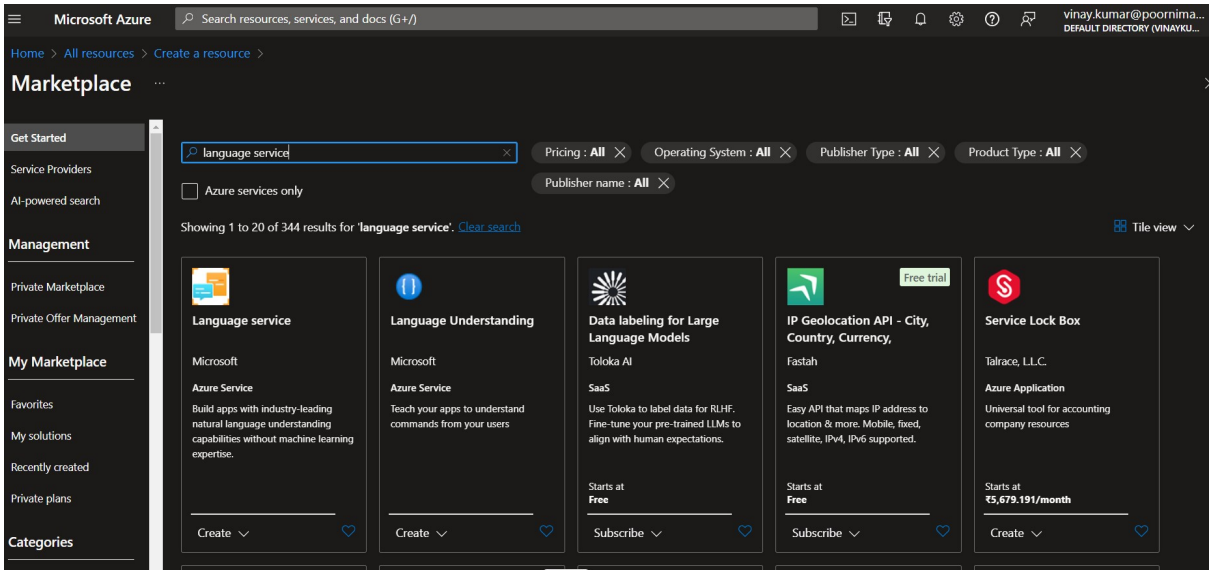 Microsoft Azure
Search resources, services, and docs (G+/)
vinay.kumar@poornima...
DEFAULT DIRECTORY (VINAYKU...
Home > All resources > Create a resource >
Marketplace ...
Get Started
Service Providers
AI-powered search
Management
Private Marketplace
Private Offer Management
My Marketplace
Favorites
My solutions
Recently created
Private plans
Categories
language service
Pricing : All
Operating System : All
Publisher Type : All
Product Type : All
Publisher name : All
Azure services only
Showing 1 to 20 of 344 results for 'language service'. Clear search
Tile view
Language service
Microsoft
Azure Service
Build apps with industry-leading
natural language understanding
capabilities without machine learning
expertise.
Create
Language Understanding
Microsoft
Azure Service
Teach your apps to understand
commands from your users
Create
Data labeling for Large
Language Models
Toloka AI
SaaS
Use Toloka to label data for RLHF.
Fine-tune your pre-trained LLMs to
align with human expectations.
Starts at
Free
Subscribe
Free trial
IP Geolocation API - City,
Country, Currency,
Fastah
SaaS
Easy API that maps IP address to
location & more. Mobile, fixed,
satellite, IPv4, IPv6 supported.
Starts at
Free
Subscribe
Service Lock Box
Talrace, L.L.C.
Azure Application
Universal tool for accounting
company resources
Starts at
₹5,679.191/month
Create